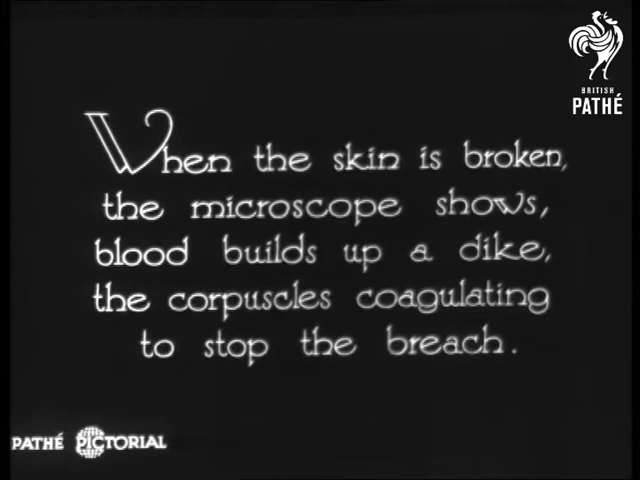 BRITISH
PATHÉ
When the skin is broken,
the microscope shows,
blood builds up a dike,
the corpuscles coagulating
to stop the breach.
PATHÉ PICTORIAL